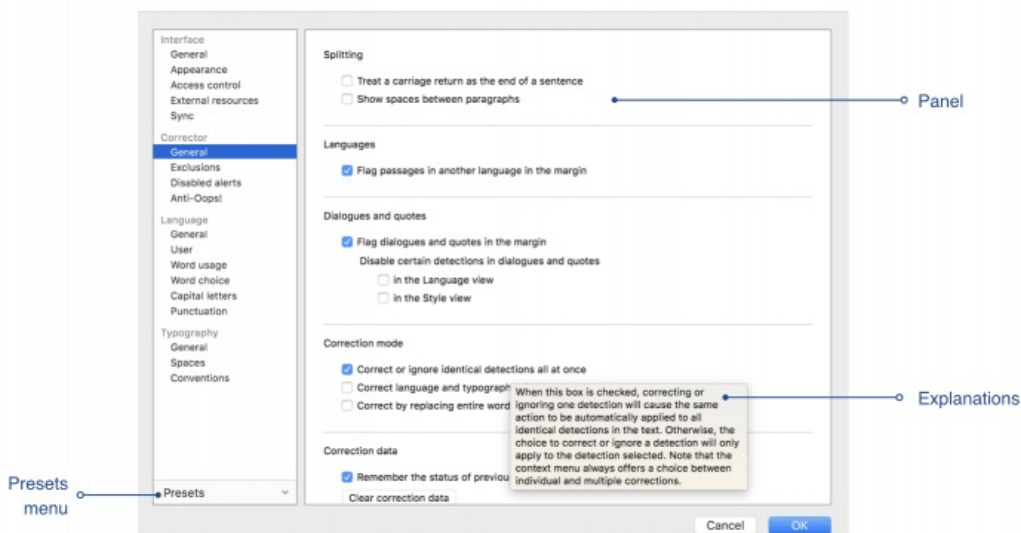 Interface
General
Appearance
Access control
External resources
Sync
Corrector
General
Exclusions
Disabled alerts
Anti-Oops!
Language
General
User
Word usage
Word choice
Capital letters
Punctuation
Typography
General
Spaces
Conventions
Presets
Splitting
Treat a carriage return as the end of a sentence
Show spaces between paragraphs
Languages
Flag passages in another language in the margin
Dialogues and quotes
Flag dialogues and quotes in the margin
Disable certain detections in dialogues and quotes
in the Language view
in the Style view
Correction mode
Correct or ignore identical detections all at once
Correct language and typograph
Correct by replacing entire word
When this box is checked, correcting or
ignoring one detection will cause the same
action to be automatically applied to all
identical detections in the text. Otherwise, the
choice to correct or ignore a detection will only
apply to the detection selected. Note that the
context menu always offers a choice between
individual and multiple corrections.
Correction data
Remember the status of previou
Clear correction data
Cancel
OK
Panel
Explanations
Presets
menu